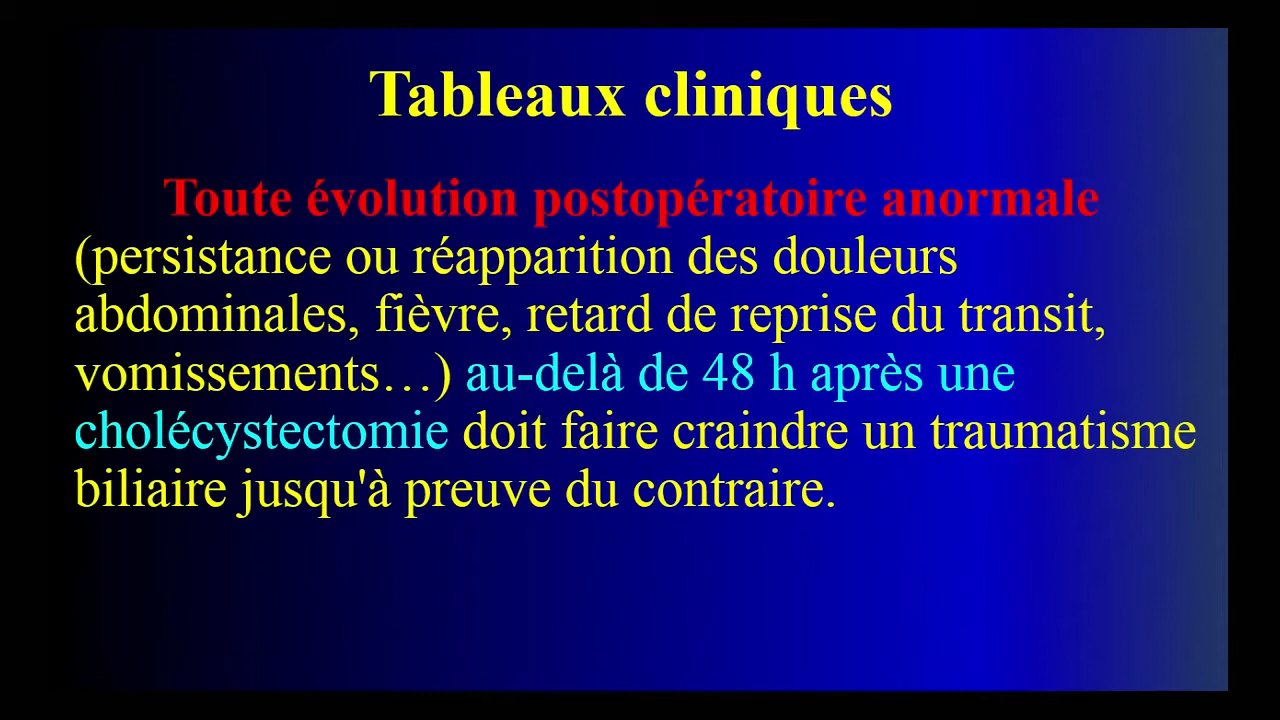 Tableaux cliniques
Toute évolution postopératoire anormale
(persistance ou réapparition des douleurs
abdominales, fièvre, retard de reprise du transit,
vomissements…) au-delà de 48 h après une
cholécystectomie doit faire craindre un traumatisme
biliaire jusqu'à preuve du contraire.